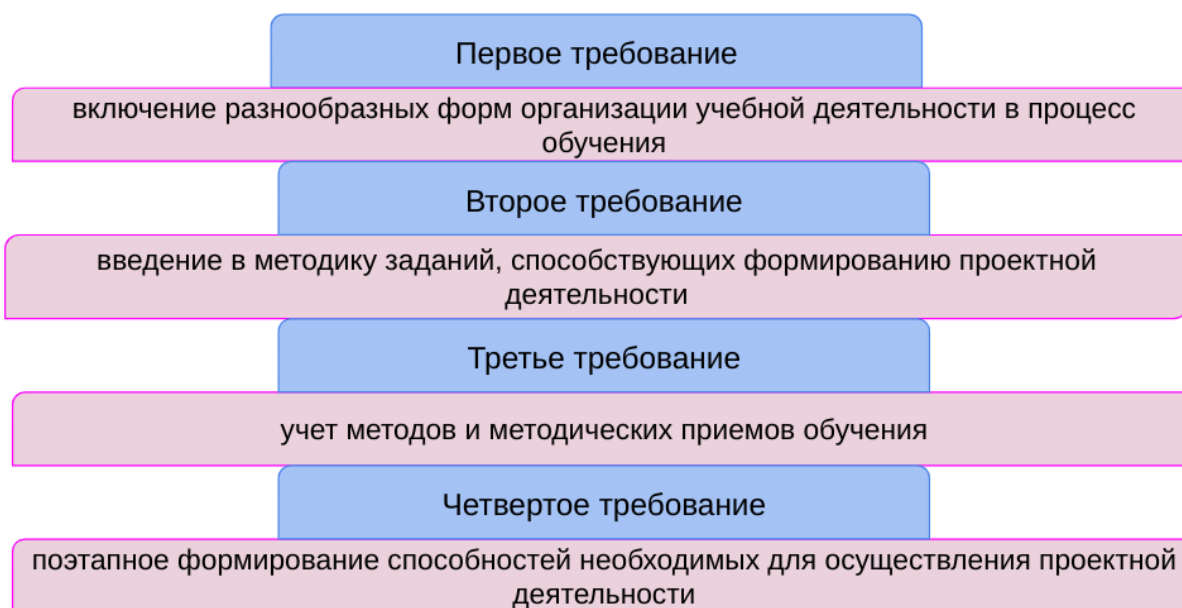 Первое требование
включение разнообразных форм организации учебной деятельности в процесс
обучения
Второе требование
введение в методику заданий, способствующих формированию проектной
деятельности
Третье требование
учет методов и методических приемов обучения
Четвертое требование
поэтапное формирование способностей необходимых для осуществления проектной
деятельности